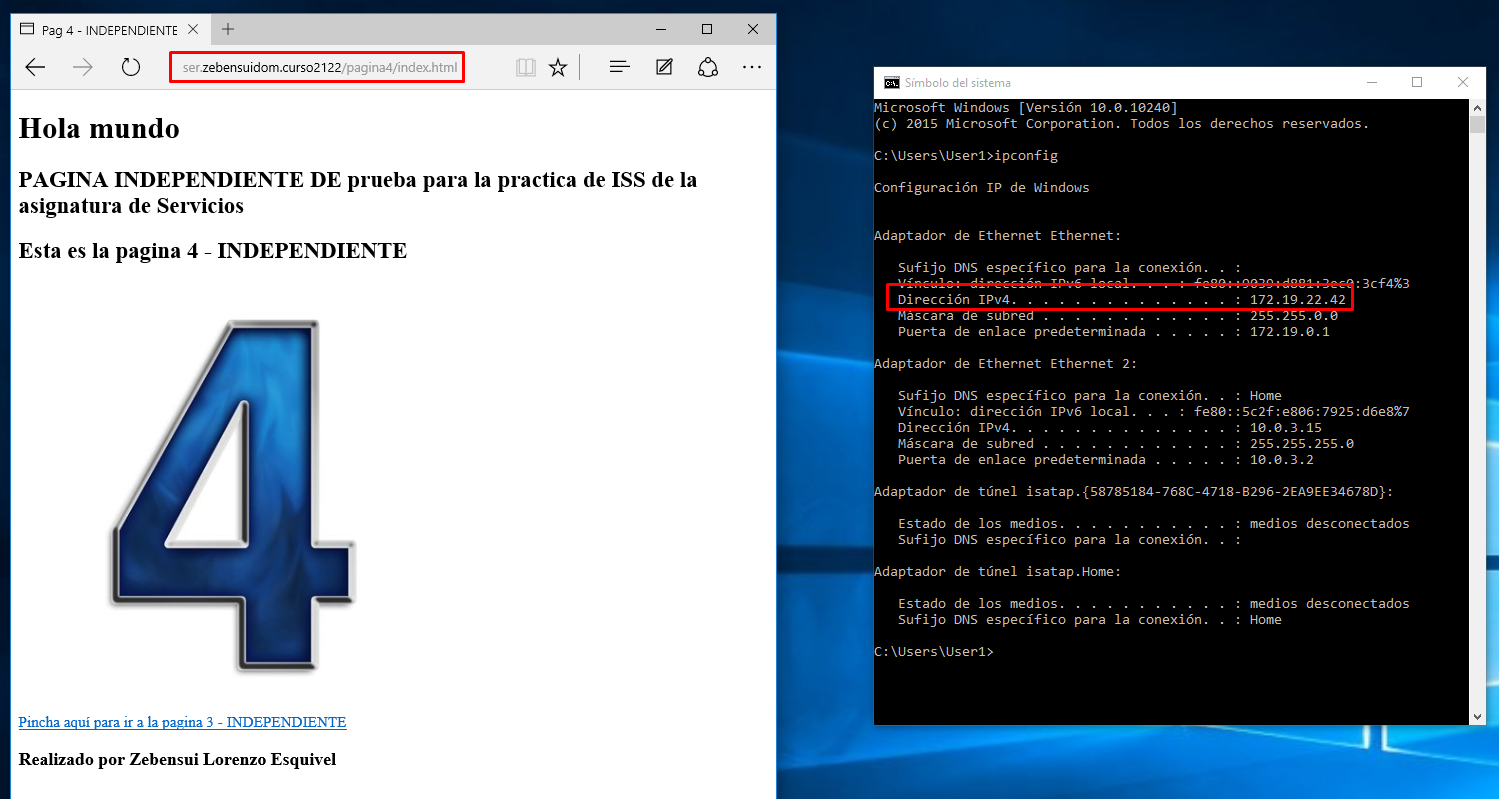 Pag 4 - INDEPENDIENTE
ser.zebensuidom.curso2122/pagina4/index.html
Hola mundo
PAGINA INDEPENDIENTE DE prueba para la practica de ISS de la
asignatura de Servicios
Esta es la pagina 4 - INDEPENDIENTE
4
Pincha aquí para ir a la pagina 3 - INDEPENDIENTE
Realizado por Zebensui Lorenzo Esquivel
Símbolo del sistema
Microsoft Windows [Versión 10.0.10240]
(c) 2015 Microsoft Corporation. Todos los derechos reservados.
C:\Users\User1>ipconfig
Configuración IP de Windows
Adaptador de Ethernet Ethernet:
Sufijo DNS específico para la conexión. . :
Vínculo: dirección IPv6 local. . . : fe80::9039:d881:3ec0:3cf4%3
Dirección IPv4. . . . . . . . . . . . . . : 172.19.22.42
Máscara de subred . . . . . . . . . . . . : 255.255.0.0
Puerta de enlace predeterminada . . . . . : 172.19.0.1
Adaptador de Ethernet Ethernet 2:
Sufijo DNS específico para la conexión. . : Home
Vínculo: dirección IPv6 local. . . : fe80::5c2f:e806:7925:d6e8%7
Dirección IPv4. . . . . . . . . . . . . . : 10.0.3.15
Máscara de subred . . . . . . . . . . . . : 255.255.255.0
Puerta de enlace predeterminada . . . . . : 10.0.3.2
Adaptador de túnel isatap.{58785184-768C-4718-B296-2EA9EE34678D}:
Estado de los medios. . . . . . . . . . . : medios desconectados
Sufijo DNS específico para la conexión. . :
Adaptador de túnel isatap.Home:
Estado de los medios. . . . . . . . . . . : medios desconectados
Sufijo DNS específico para la conexión. . : Home
C:\Users\User1>